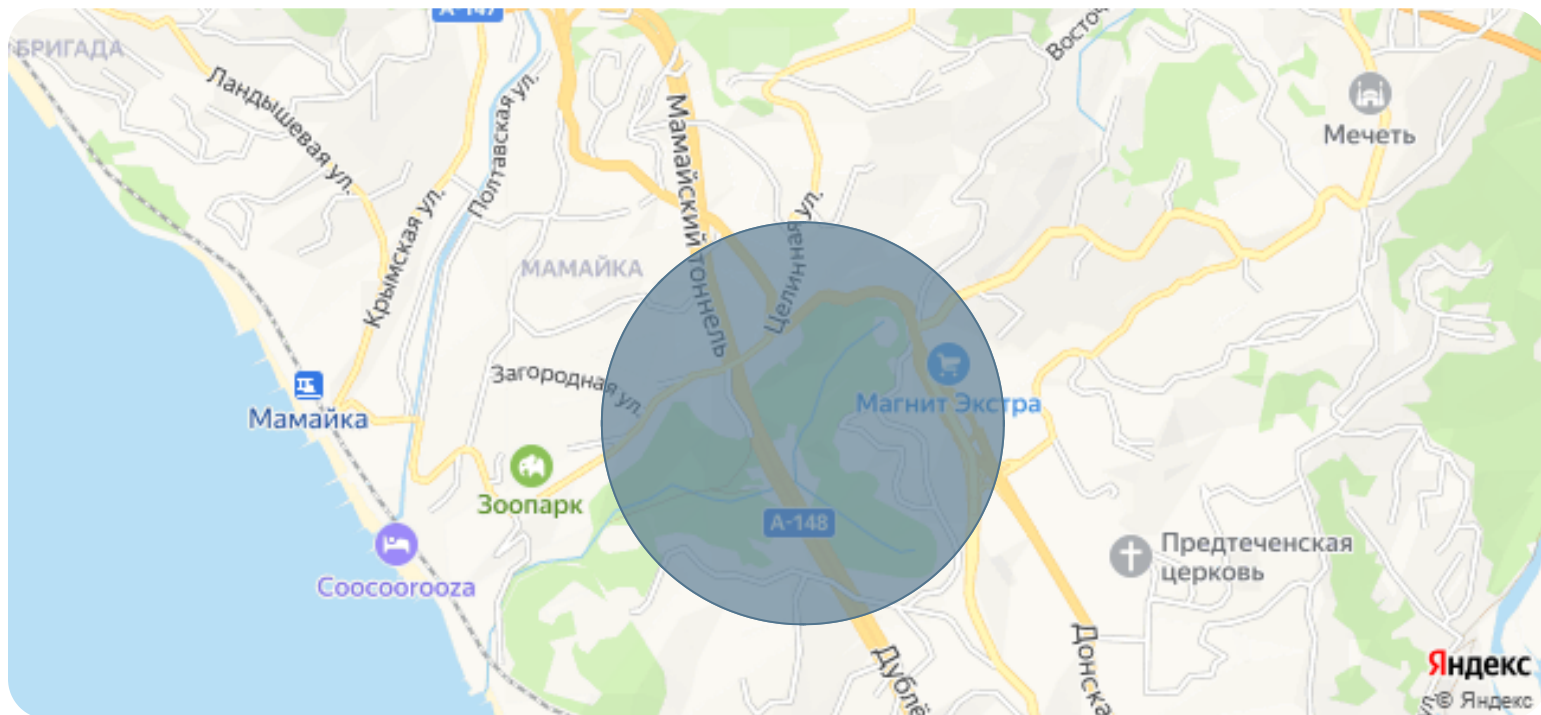 А-147
БРИГАДА
Ландышевая ул.
Полтавская ул.
Мамайский тоннель
Мечеть
Крымская ул.
МАМАЙКА
Целинная ул.
Загородная ул.
Магнит Экстра
Мамайка
Зоопарк
А-148
Coocoorooza
Предтеченская
церковь
Яндекс
© Яндекс